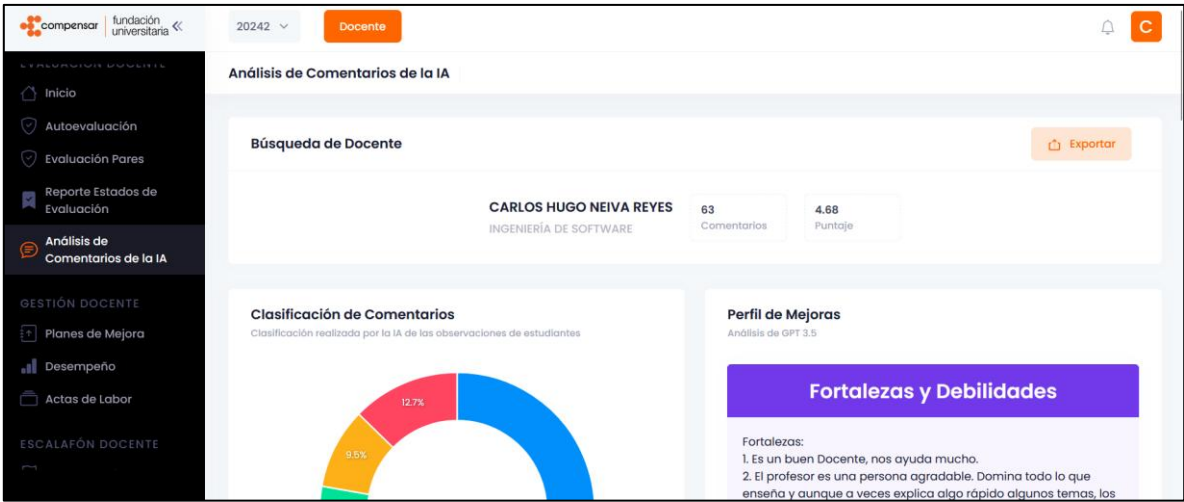 compensar
fundación
universitaria
20242
Docente
C
EVALUACIÓN DOCENTE
Inicio
Autoevaluación
Evaluación Pares
Reporte Estados de
Evaluación
Análisis de
Comentarios de la IA
GESTIÓN DOCENTE
Planes de Mejora
Desempeño
Actas de Labor
ESCALAFÓN DOCENTE
Análisis de Comentarios de la IA
Búsqueda de Docente
Exportar
CARLOS HUGO NEIVA REYES
INGENIERÍA DE SOFTWARE
63
Comentarios
4.68
Puntaje
Clasificación de Comentarios
Clasificación realizada por la IA de las observaciones de estudiantes
12.7%
9.5%
Perfil de Mejoras
Análisis de GPT 3.5
Fortalezas y Debilidades
Fortalezas:
1. Es un buen Docente, nos ayuda mucho.
2. El profesor es una persona agradable. Domina todo lo que
enseña y aunque a veces explica algo rápido algunos temas, los